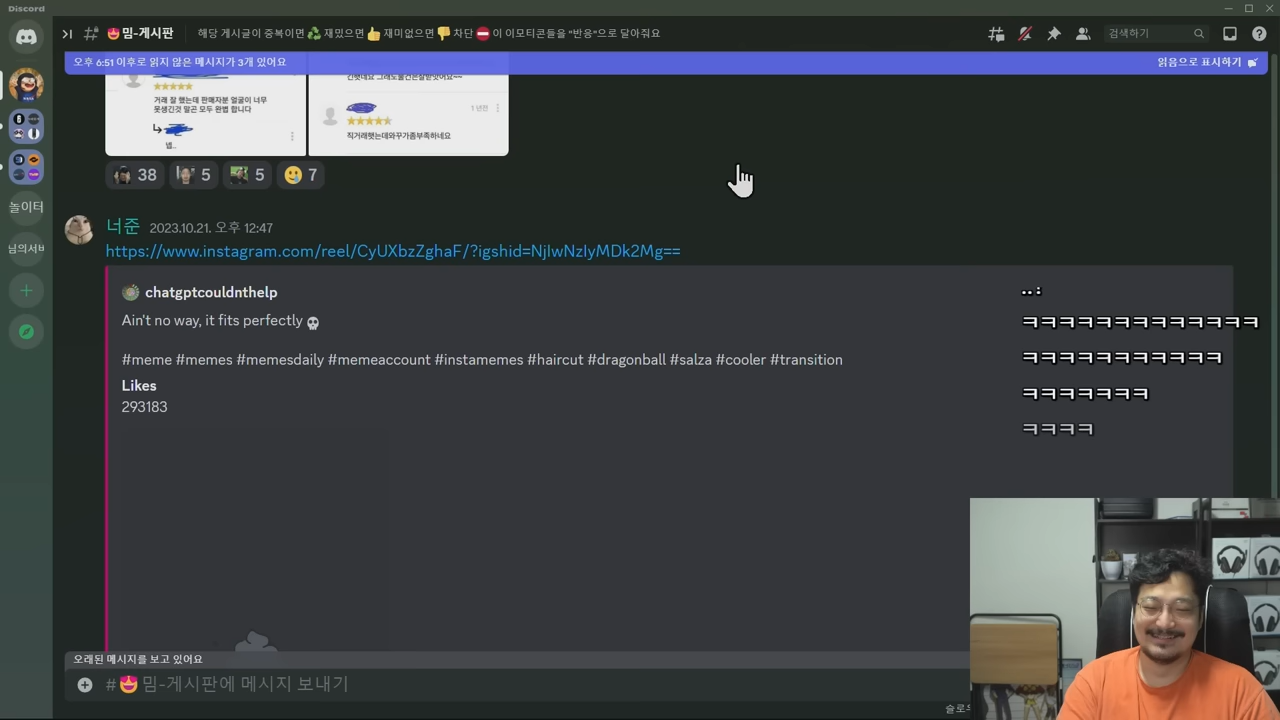 Discord
밈-게시판
해당 게시글이 중복이면 ♻️ 재밌으면 👍 재미없으면 👎 차단 ⛔ 이 이모티콘들을 "반응"으로 달아줘요
검색하기
오후 6:51 이후로 읽지 않은 메시지가 3개 있어요
읽음으로 표시하기
거래 잘 했는데 판매자분 얼굴이 너무
못생긴것 말곤 모두 완벽 합니다
넵..
1년전
직거래햇는데와꾸가좀부족하네요
38
5
5
7
놀이터
님의서버
너준 2023.10.21. 오후 12:47
https://www.instagram.com/reel/CyUXbzZghaF/?igshid=NjIwNzIyMDk2Mg==
chatgptcouldnthelp
Ain't no way, it fits perfectly 💀
#meme #memes #memesdaily #memeaccount #instamemes #haircut #dragonball #salza #cooler #transition
Likes
293183
..:
ㅋㅋㅋㅋㅋㅋㅋㅋㅋㅋㅋㅋㅋ
ㅋㅋㅋㅋㅋㅋㅋㅋㅋㅋㅋ
ㅋㅋㅋㅋㅋㅋㅋ
ㅋㅋㅋㅋ
오래된 메시지를 보고 있어요
#😍밈-게시판에 메시지 보내기